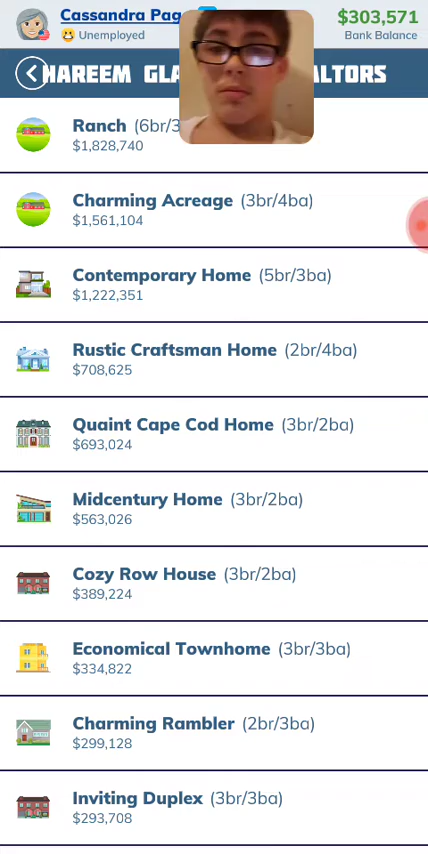 Cassandra Pag
$303,571
Unemployed
Bank Balance
HAREEM GLA
ALTORS
Ranch (6br/3
$1,828,740
Charming Acreage (3br/4ba)
$1,561,104
Contemporary Home (5br/3ba)
$1,222,351
Rustic Craftsman Home (2br/4ba)
$708,625
Quaint Cape Cod Home (3br/2ba)
$693,024
Midcentury Home (3br/2ba)
$563,026
Cozy Row House (3br/2ba)
$389,224
Economical Townhome (3br/3ba)
$334,822
Charming Rambler (2br/3ba)
$299,128
Inviting Duplex (3br/3ba)
$293,708